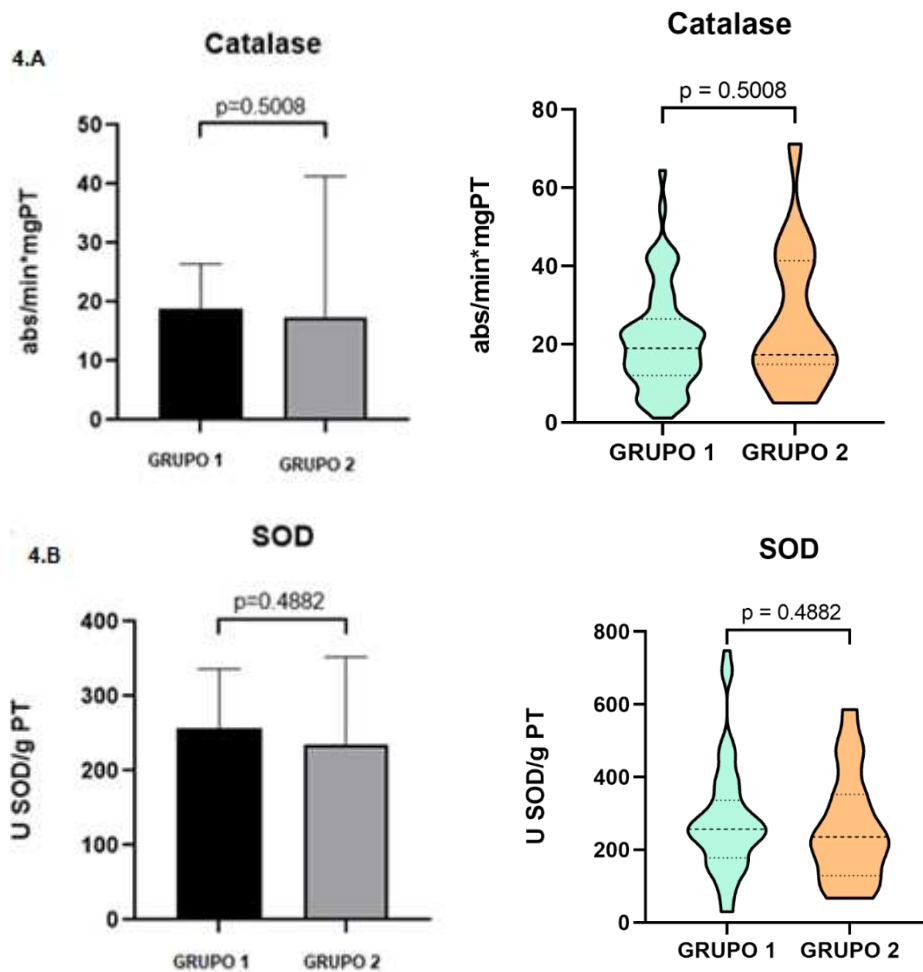 4.A
Catalase
p=0.5008
50
40
30
20
10
0
abs/min*mgPT
GRUPO 1
GRUPO 2
Catalase
p = 0.5008
80
60
40
20
0
abs/min*mgPT
GRUPO 1
GRUPO 2
4.B
SOD
p=0.4882
400
300
200
100
0
U SOD/g PT
GRUPO 1
GRUPO 2
SOD
p = 0.4882
800
600
400
200
0
U SOD/g PT
GRUPO 1
GRUPO 2